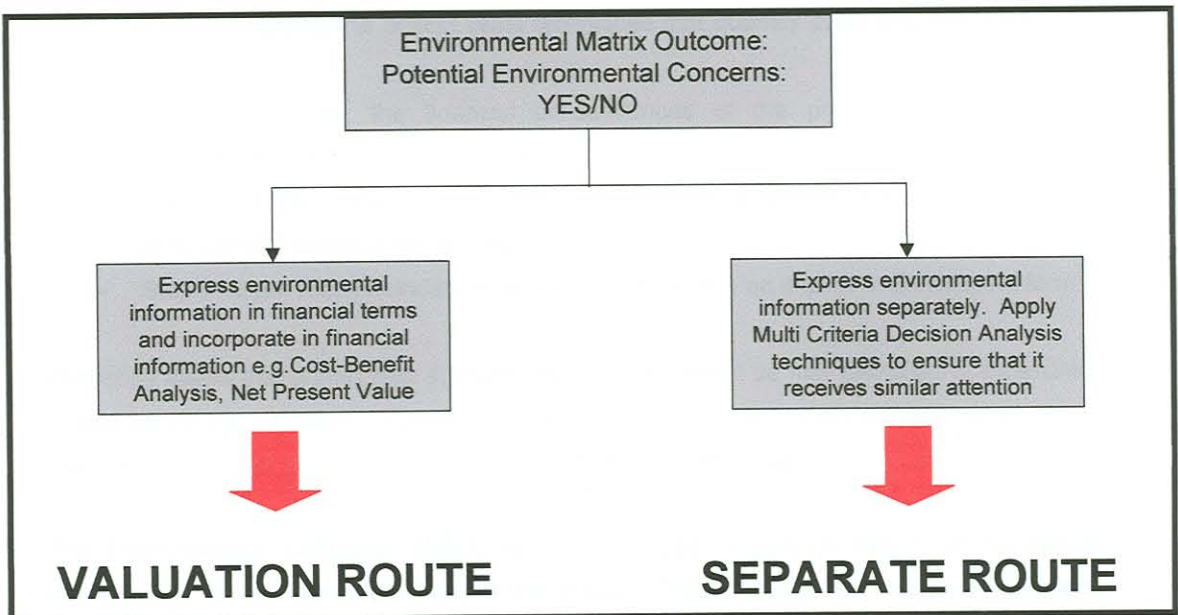 Environmental Matrix Outcome:
Potential Environmental Concerns:
YES/NO
Express environmental
information in financial terms
and incorporate in financial
information e.g.Cost-Benefit
Analysis, Net Present Value
Express environmental
information separately.  Apply
Multi Criteria Decision Analysis
techniques to ensure that it
receives similar attention
VALUATION ROUTE
SEPARATE ROUTE